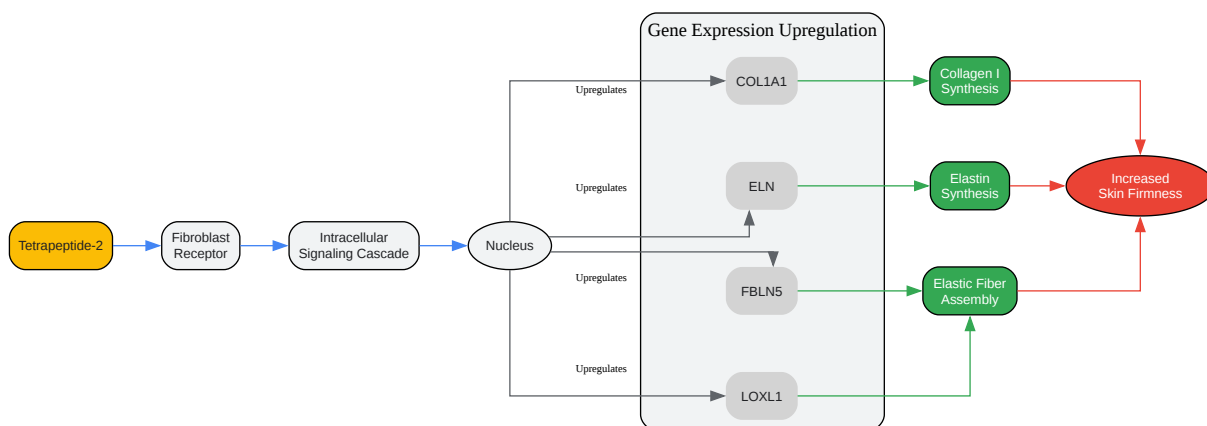 Gene Expression Upregulation
COL1A1
Collagen I
Synthesis
Upregulates
ELN
Elastin
Synthesis
Increased
Skin Firmness
Upregulates
Tetrapeptide-2
Fibroblast
Receptor
Intracellular
Signaling Cascade
Nucleus
Upregulates
FBLN5
Elastic Fiber
Assembly
Upregulates
LOXL1